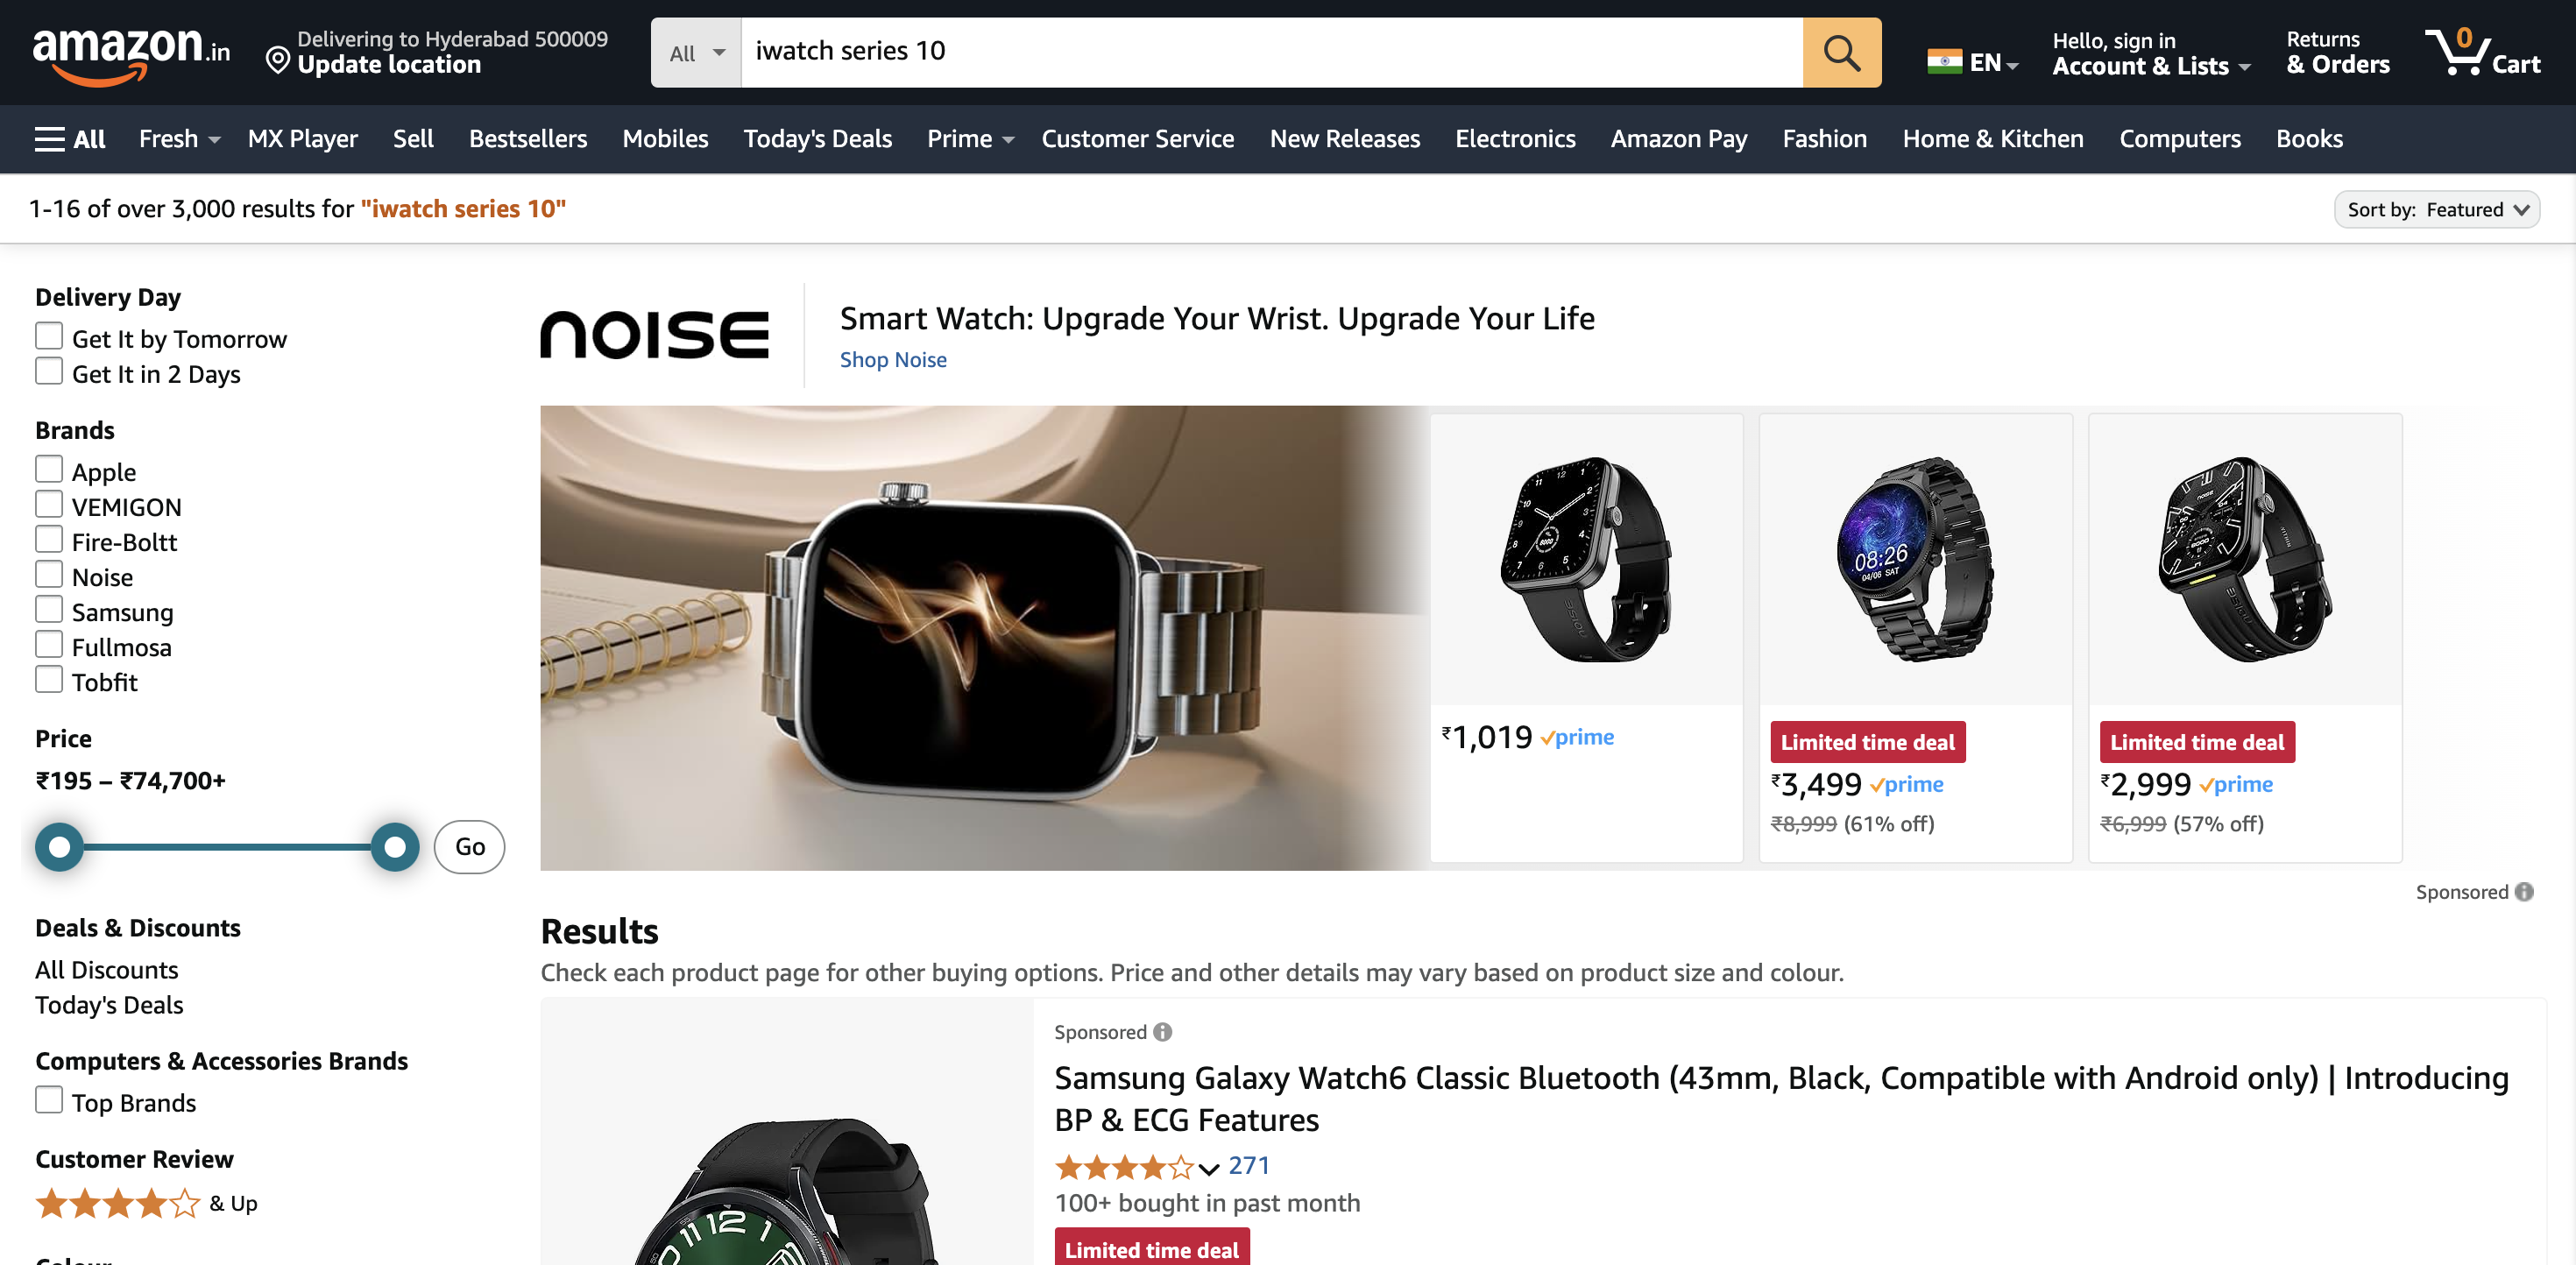 amazon.in
Delivering to Hyderabad 500009
Update location
All
iwatch series 10
EN
Hello, sign in
Account & Lists
Returns
& Orders
0
Cart
All
Fresh
MX Player
Sell
Bestsellers
Mobiles
Today's Deals
Prime
Customer Service
New Releases
Electronics
Amazon Pay
Fashion
Home & Kitchen
Computers
Books
1-16 of over 3,000 results for "iwatch series 10"
Sort by: Featured
Delivery Day
Get It by Tomorrow
Get It in 2 Days
Brands
Apple
VEMIGON
Fire-Boltt
Noise
Samsung
Fullmosa
Tobfit
Price
₹195 – ₹74,700+
Go
Deals & Discounts
All Discounts
Today's Deals
Computers & Accessories Brands
Top Brands
Customer Review
& Up
NOISE
Smart Watch: Upgrade Your Wrist. Upgrade Your Life
Shop Noise
08:26
04/06 SAT
₹1,019 prime
Limited time deal
₹3,499 prime
₹8,999 (61% off)
Limited time deal
₹2,999 prime
₹6,999 (57% off)
Sponsored
Results
Check each product page for other buying options. Price and other details may vary based on product size and colour.
Sponsored
Samsung Galaxy Watch6 Classic Bluetooth (43mm, Black, Compatible with Android only) | Introducing
BP & ECG Features
271
100+ bought in past month
Limited time deal
11 12 1